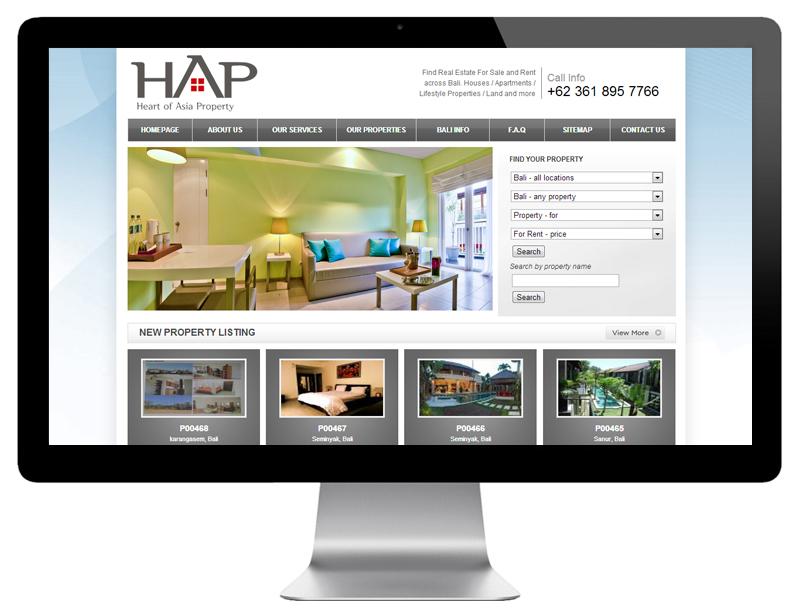 HAP
Heart of Asia Property
Find Real Estate For Sale and Rent
across Bali. Houses / Apartments /
Lifestyle Properties / Land and more
Call Info
+62 361 895 7766
HOMEPAGE ABOUT US OUR SERVICES OUR PROPERTIES BALI INFO F.A.Q SITEMAP CONTACT US
FIND YOUR PROPERTY
Bali - all locations
Bali - any property
Property - for
For Rent - price
Search
Search by property name
Search
NEW PROPERTY LISTING
View More
P00468
karangasem, Bali
P00467
Seminyak, Bali
P00466
Seminyak, Bali
P00465
Sanur, Bali